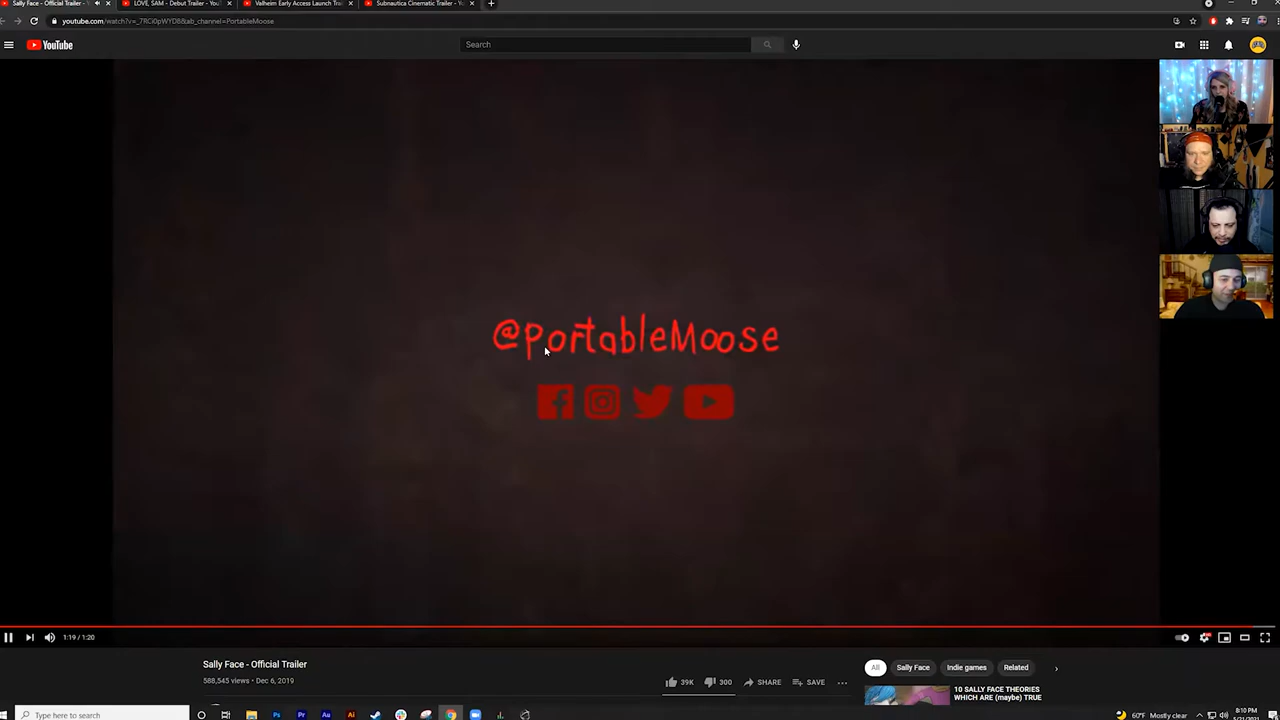 Sally Face - Official Trailer -
LOVE, SAM - Debut Trailer - You
Valheim Early Access Launch Trai
Subnautica Cinematic Trailer - Yo
youtube.com/watch?v=_7RCi0pWYD8&ab_channel=PortableMoose
YouTube
Search
@portableMoose
1:19 / 1:20
Sally Face - Official Trailer
588,545 views • Dec 6, 2019
39K
300
SHARE
SAVE
All
Sally Face
Indie games
Related
10 SALLY FACE THEORIES
WHICH ARE (maybe) TRUE
Type here to search
60°F Mostly clear
8:10 PM
5/21/2021